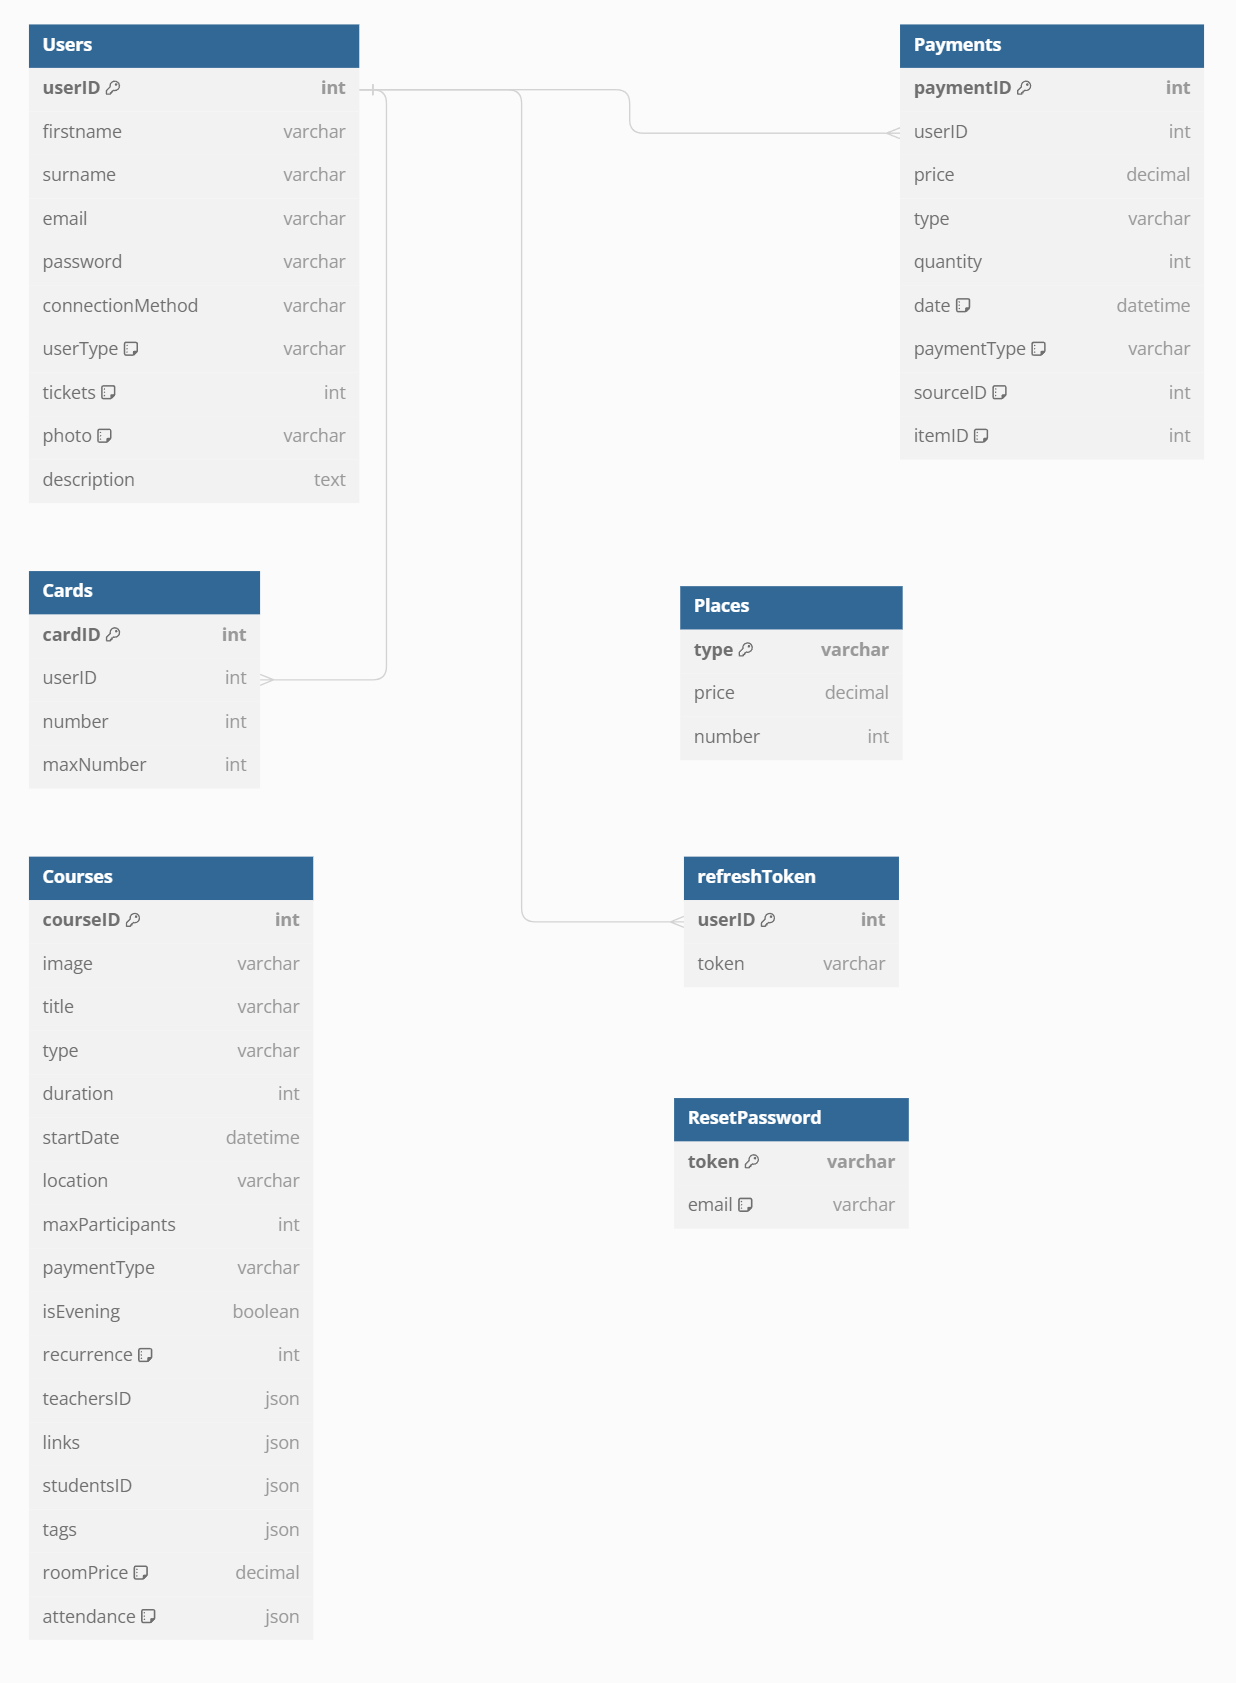 Users
userID int
firstname varchar
surname varchar
email varchar
password varchar
connectionMethod varchar
userType varchar
tickets int
photo varchar
description text
Payments
paymentID int
userID int
price decimal
type varchar
quantity int
date datetime
paymentType varchar
sourceID int
itemID int
Cards
cardID int
userID int
number int
maxNumber int
Places
type varchar
price decimal
number int
Courses
courseID int
image varchar
title varchar
type varchar
duration int
startDate datetime
location varchar
maxParticipants int
paymentType varchar
isEvening boolean
recurrence int
teachersID json
links json
studentsID json
tags json
roomPrice decimal
attendance json
refreshToken
userID int
token varchar
ResetPassword
token varchar
email varchar